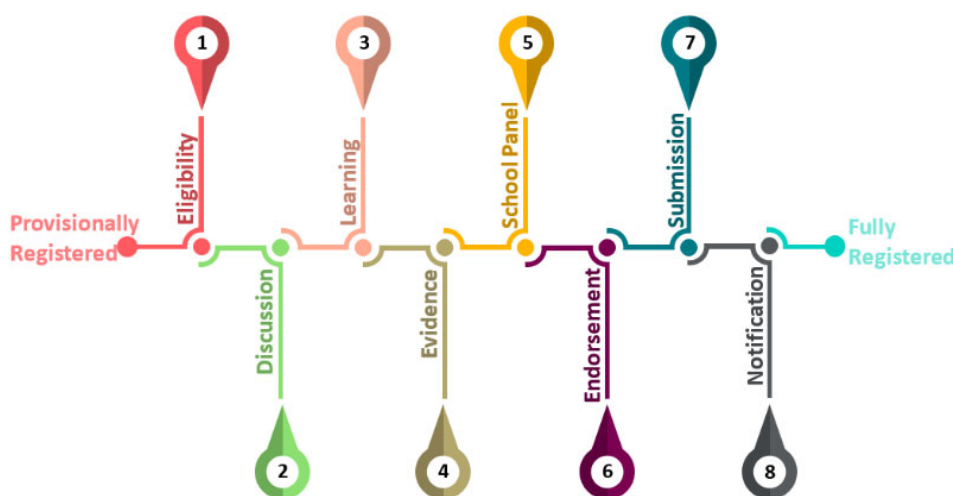 1
3
5
7
Eligibility
Learning
School Panel
Submission
Provisionally
Registered
Fully
Registered
Discussion
Evidence
Endorsement
Notification
2
4
6
8